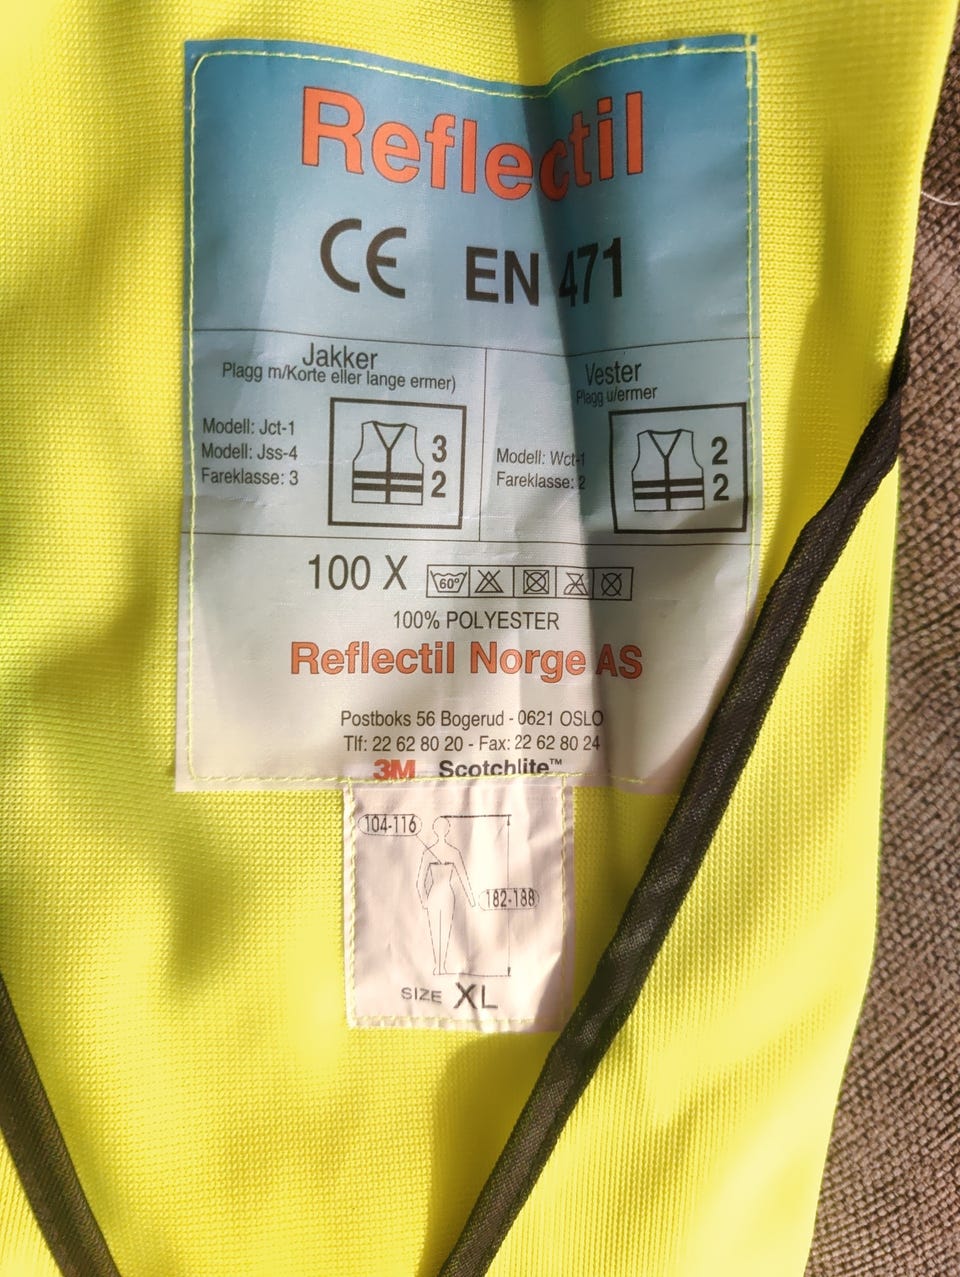 Reflectil
CE EN 471
Jakker
Plagg m/Korte eller lange ermer)
Modell: Jct-1
Modell: Jss-4
Fareklasse: 3
3
2
Vester
Plagg u/ermer
Modell: Wct-1
Fareklasse: 2
2
2
100 X 60°
100% POLYESTER
Reflectil Norge AS
Postboks 56 Bogerud - 0621 OSLO
Tlf: 22 62 80 20 - Fax: 22 62 80 24
3M Scotchlite™
104-116
182-188
SIZE XL